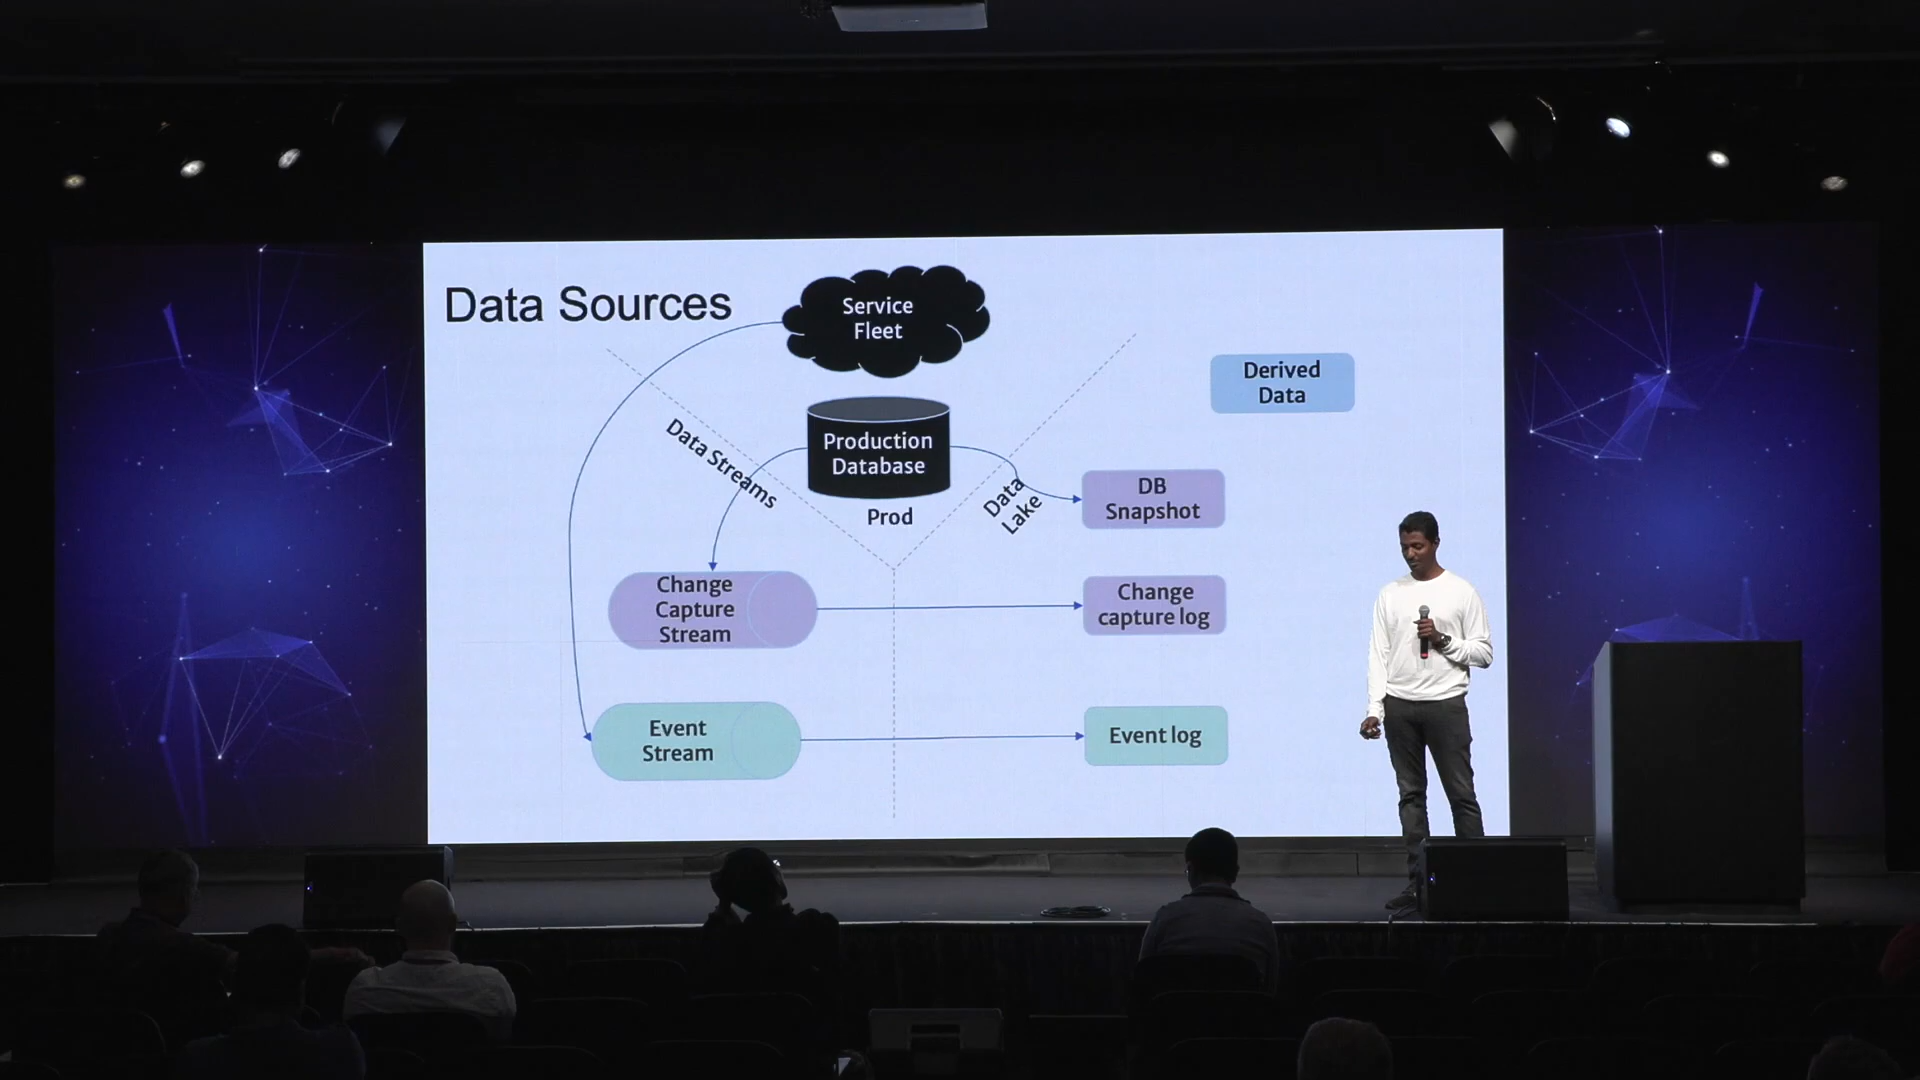 Data Sources
Service
Fleet
Derived
Data
Data Streams
Production
Database
Prod
Data
Lake
DB
Snapshot
Change
Capture
Stream
Change
capture log
Event
Stream
Event log